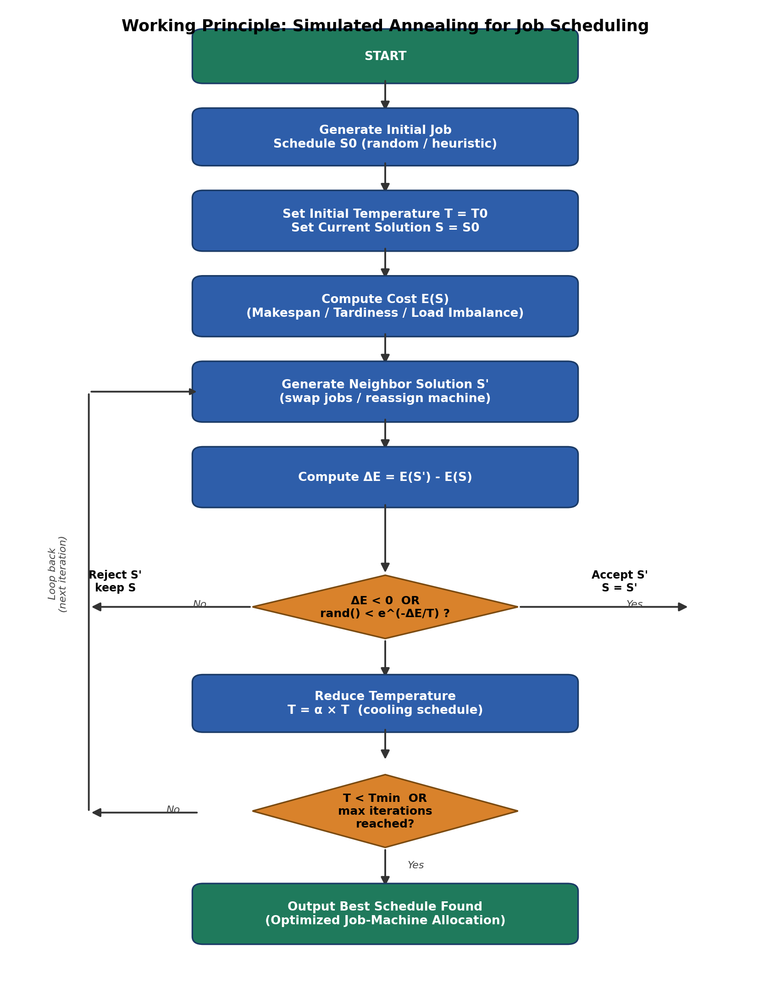 Working Principle: Simulated Annealing for Job Scheduling
START
Generate Initial Job
Schedule S0 (random / heuristic)
Set Initial Temperature T = T0
Set Current Solution S = S0
Compute Cost E(S)
(Makespan / Tardiness / Load Imbalance)
Generate Neighbor Solution S'
(swap jobs / reassign machine)
Compute ΔE = E(S') - E(S)
Loop back
(next iteration)
Reject S'
keep S
No
ΔE < 0  OR
rand() < e^(-ΔE/T) ?
Accept S'
S = S'
Yes
Reduce Temperature
T = α × T  (cooling schedule)
No
T < Tmin  OR
max iterations
reached?
Yes
Output Best Schedule Found
(Optimized Job-Machine Allocation)